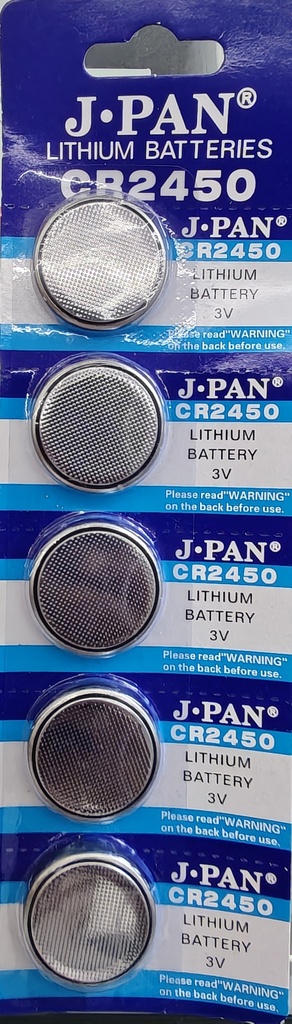 J·PAN®
LITHIUM BATTERIES
CR2450
J·PAN®
CR2450
LITHIUM
BATTERY
3V
Please read"WARNING"
on the back before use.
J·PAN®
CR2450
LITHIUM
BATTERY
3V
Please read"WARNING"
on the back before use.
J·PAN®
CR2450
LITHIUM
BATTERY
3V
Please read"WARNING"
on the back before use.
J·PAN®
CR2450
LITHIUM
BATTERY
3V
Please read"WARNING"
on the back before use.
J·PAN®
CR2450
LITHIUM
BATTERY
3V
Please read"WARNING"
on the back before use.